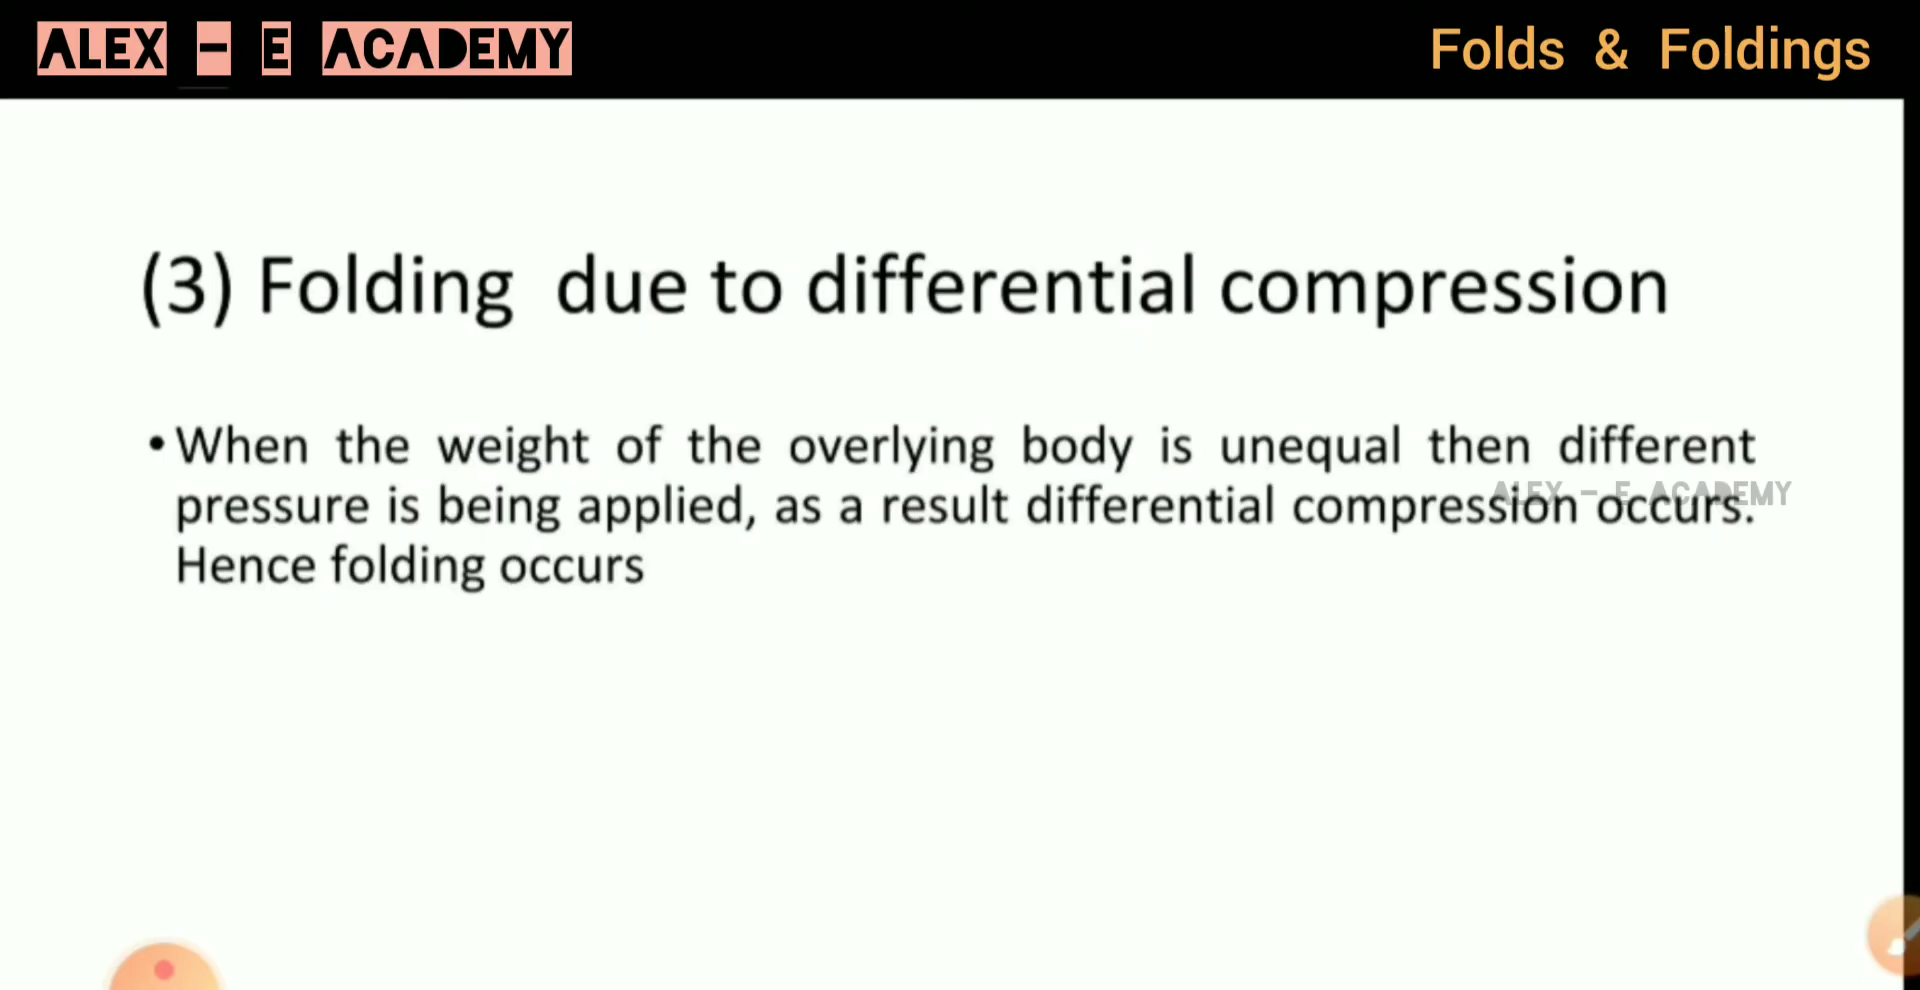 ALEX - E ACADEMY
Folds & Foldings
(3) Folding due to differential compression
• When the weight of the overlying body is unequal then different
pressure is being applied, as a result differential compression occurs.
ALEX - E ACADEMY
Hence folding occurs